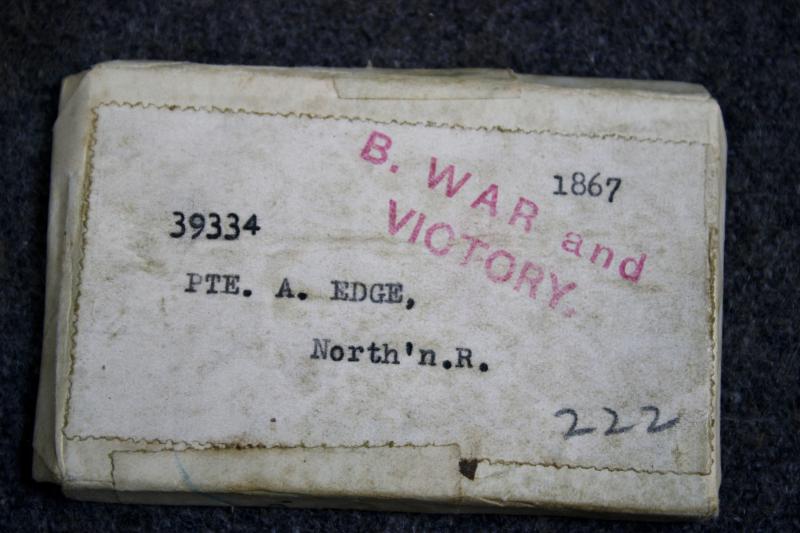 B. WAR and
VICTORY.
1867
39334
PTE. A. EDGE,
North'n.R.
222